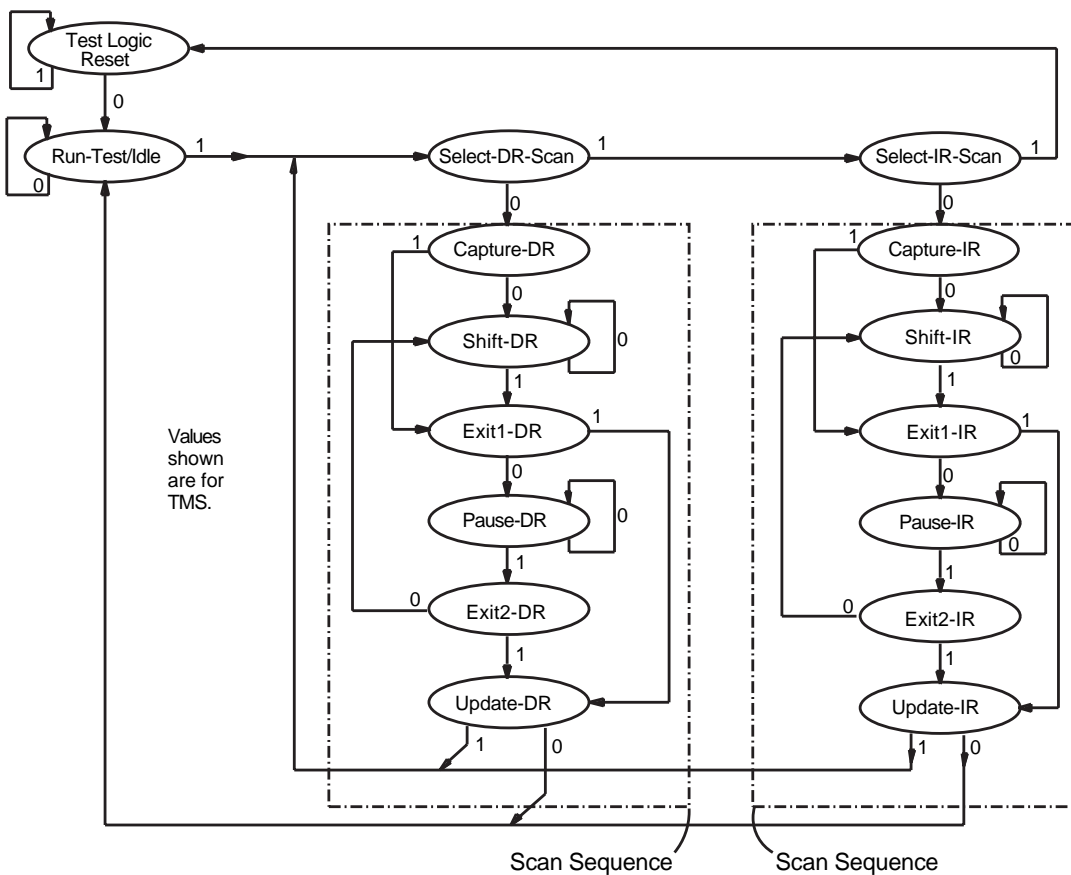 Test Logic
Reset
1
0
Run-Test/Idle
1
0
Select-DR-Scan
1
Select-IR-Scan
1
0
0
1
Capture-DR
1
Capture-IR
0
0
Shift-DR
0
Shift-IR
0
1
1
Exit1-DR
1
Exit1-IR
1
Values
shown
are for
TMS.
0
0
Pause-DR
0
Pause-IR
0
1
1
0
Exit2-DR
0
Exit2-IR
1
1
Update-DR
Update-IR
1
0
1
0
Scan Sequence
Scan Sequence